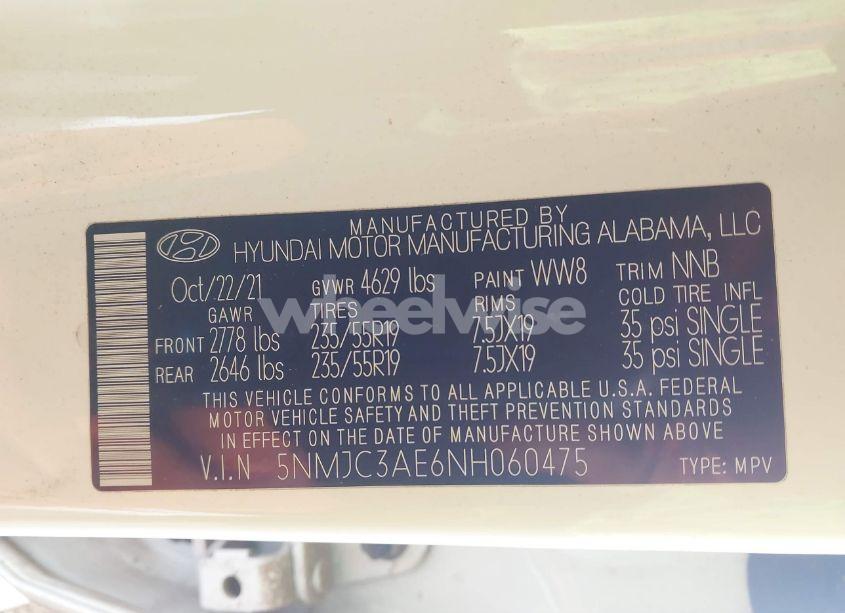 MANUFACTURED BY
HYUNDAI MOTOR MANUFACTURING ALABAMA, LLC
Oct/22/21 GVWR 4629 lbs PAINT WW8 TRIM NNB
GAWR TIRES RIMS COLD TIRE INFL
FRONT 2778 lbs 235/55R19 7.5JX19 35 psi SINGLE
REAR 2646 lbs 235/55R19 7.5JX19 35 psi SINGLE
THIS VEHICLE CONFORMS TO ALL APPLICABLE U.S.A. FEDERAL
MOTOR VEHICLE SAFETY AND THEFT PREVENTION STANDARDS
IN EFFECT ON THE DATE OF MANUFACTURE SHOWN ABOVE.
V.I.N 5NMJC3AE6NH060475 TYPE: MPV
wheelwise